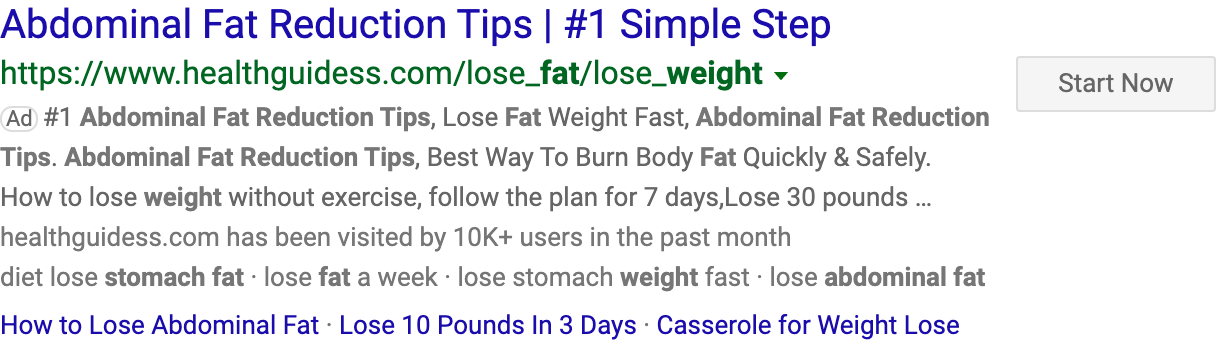 Abdominal Fat Reduction Tips | #1 Simple Step
https://www.healthguidess.com/lose_fat/lose_weight
Start Now
Ad #1 Abdominal Fat Reduction Tips, Lose Fat Weight Fast, Abdominal Fat Reduction
Tips. Abdominal Fat Reduction Tips, Best Way To Burn Body Fat Quickly & Safely.
How to lose weight without exercise, follow the plan for 7 days,Lose 30 pounds ...
healthguidess.com has been visited by 10K+ users in the past month
diet lose stomach fat · lose fat a week · lose stomach weight fast · lose abdominal fat
How to Lose Abdominal Fat · Lose 10 Pounds In 3 Days · Casserole for Weight Lose